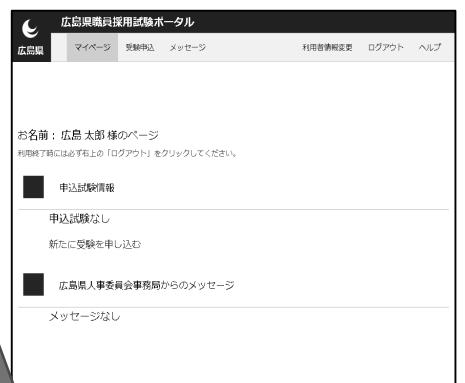 広島県職員採用試験ポータル
広島県
マイページ 受験申込 メッセージ 利用者情報変更 ログアウト ヘルプ
お名前：広島 太郎 様のページ
利用終了時には必ず右上の「ログアウト」をクリックしてください。
申込試験情報
申込試験なし
新たに受験を申し込む
広島県人事委員会事務局からのメッセージ
メッセージなし